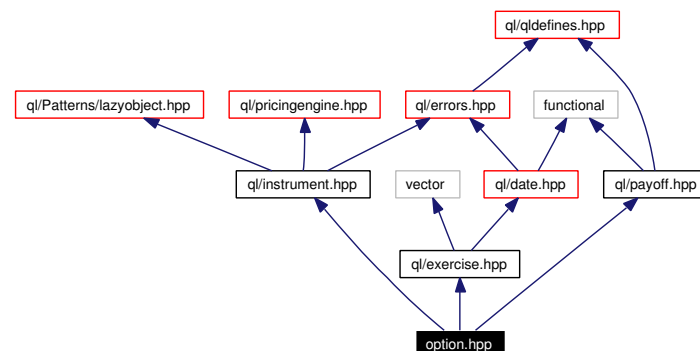 ql/qldefines.hpp
ql/Patterns/lazyobject.hpp
ql/pricingengine.hpp
ql/errors.hpp
functional
ql/instrument.hpp
vector
ql/date.hpp
ql/payoff.hpp
ql/exercise.hpp
option.hpp